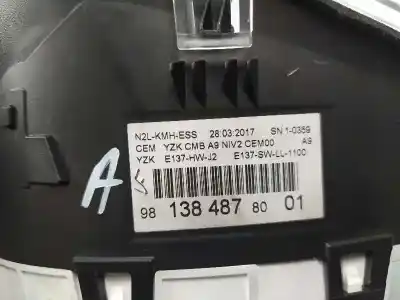 N2L-KMH-ESS 28:03:2017 SN 1-0359
CEM YZK CMB A9 NIV2 CEM00 A9
YZK E137-HW-J2 E137-SW-LL-1100
98 138 487 80 01
A